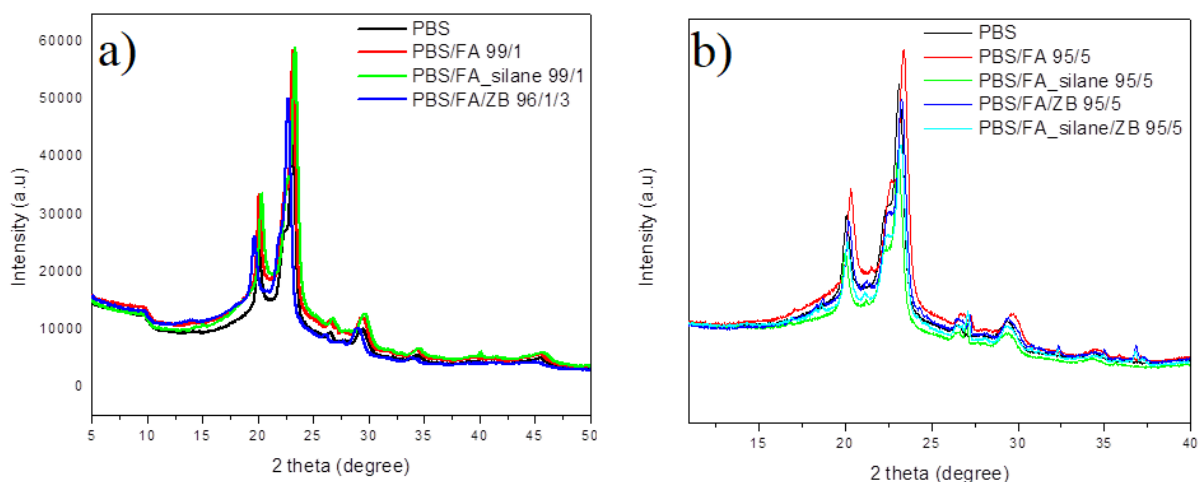 a)
PBS
PBS/FA 99/1
PBS/FA_silane 99/1
PBS/FA/ZB 96/1/3
Intensity (a.u)
60000
50000
40000
30000
20000
10000
0
5 10 15 20 25 30 35 40 45 50
2 theta (degree)
b)
PBS
PBS/FA 95/5
PBS/FA_silane 95/5
PBS/FA/ZB 95/5
PBS/FA_silane/ZB 95/5
Intensity (a.u)
15 20 25 30 35 40
2 theta (degree)